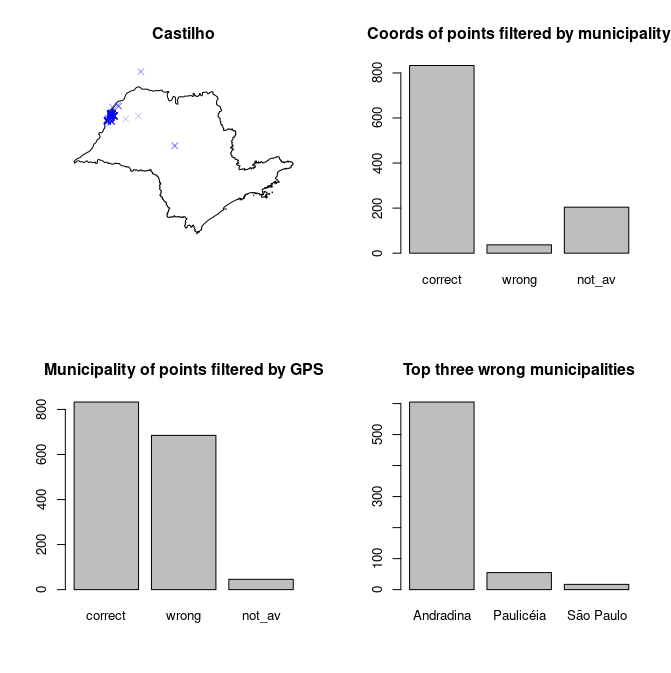 Castilho
Coords of points filtered by municipality
800
600
400
200
0
correct wrong not_av
Municipality of points filtered by GPS
800
600
400
200
0
correct wrong not_av
Top three wrong municipalities
500
300
100
0
Andradina Paulicéia São Paulo